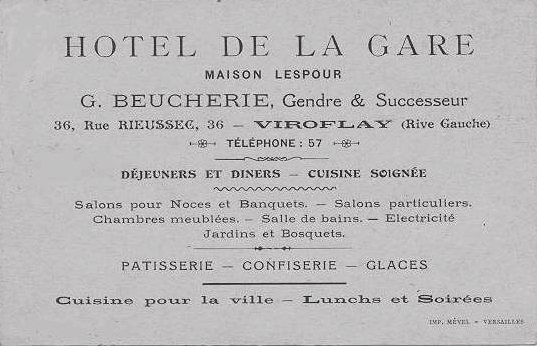 HOTEL DE LA GARE
MAISON LESPOUR
G. BEUCHERIE, Gendre & Successeur
36, Rue RIEUSSEC, 36 — VIROFLAY (Rive Gauche)
TÉLÉPHONE : 57
DÉJEUNERS ET DINERS — CUISINE SOIGNÉE
Salons pour Noces et Banquets. — Salons particuliers.
Chambres meublées. — Salle de bains. — Electricité
Jardins et Bosquets.
PATISSERIE — CONFISERIE — GLACES
Cuisine pour la ville — Lunchs et Soirées
IMP. MÉVEL - VERSAILLES